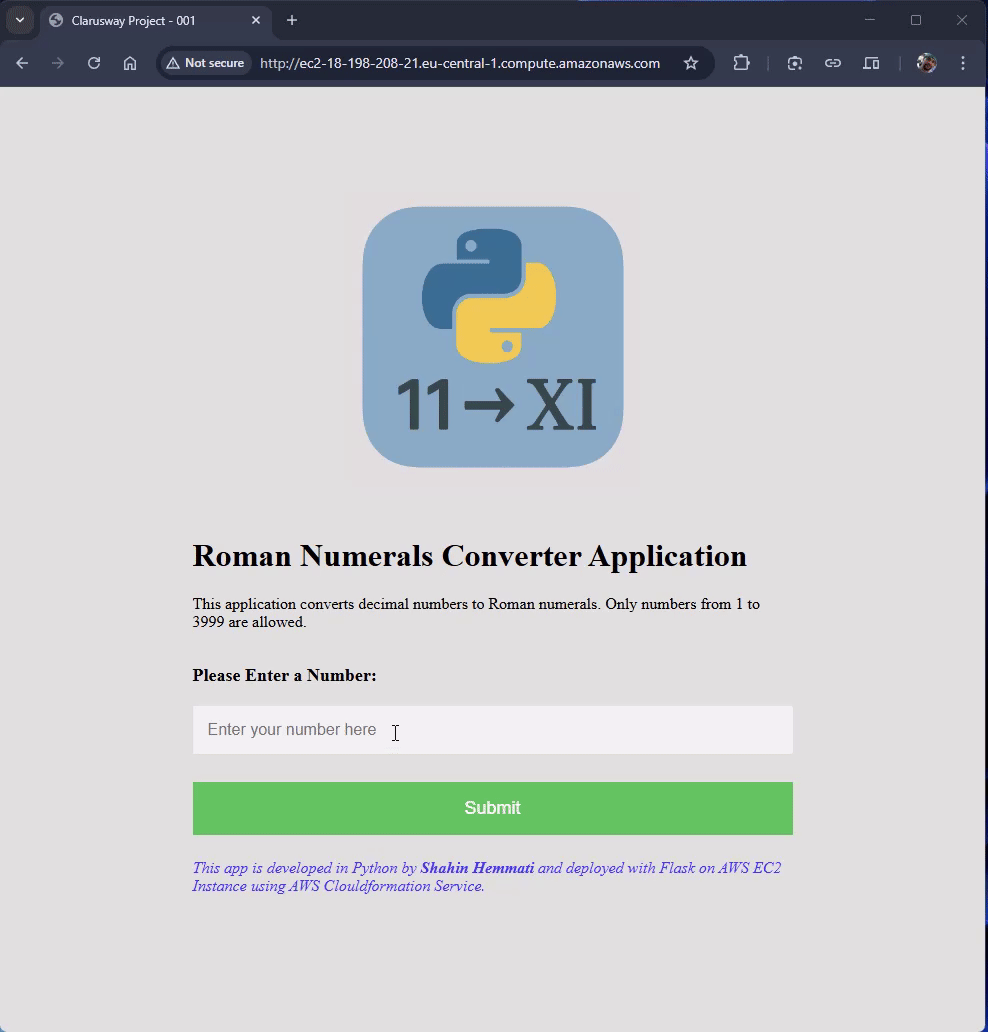 Clarusway Project - 001
Not secure
http://ec2-18-198-208-21.eu-central-1.compute.amazonaws.com
11→XI
Roman Numerals Converter Application
This application converts decimal numbers to Roman numerals. Only numbers from 1 to
3999 are allowed.
Please Enter a Number:
Enter your number here
Submit
This app is developed in Python by Shahin Hemmati and deployed with Flask on AWS EC2
Instance using AWS Clouldformation Service.